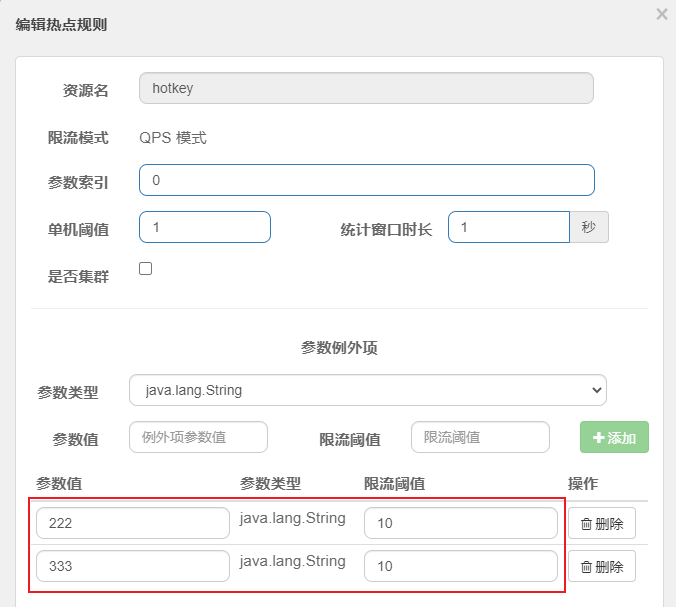 编辑热点规则 ×
资源名 hotkey
限流模式 QPS 模式
参数索引 0
单机阈值 1 统计窗口时长 1 秒
是否集群
参数例外项
参数类型 java.lang.String
参数值 例外项参数值 限流阈值 限流阈值 添加
参数值 参数类型 限流阈值 操作
222 java.lang.String 10 删除
333 java.lang.String 10 删除